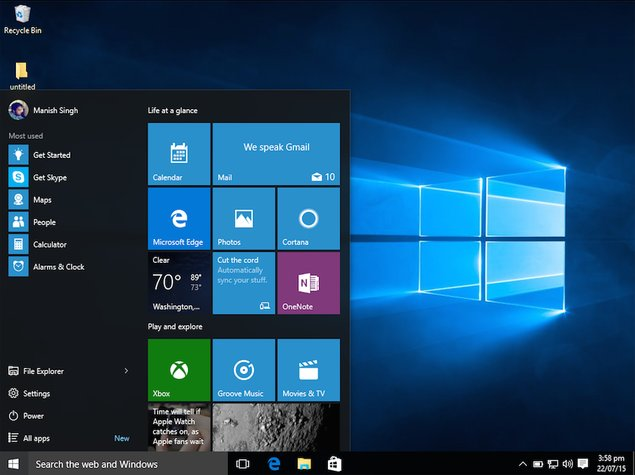 Recycle Bin
untitled
Manish Singh
Most used
Get Started
Get Skype
Maps
People
Calculator
Alarms & Clock
File Explorer
Settings
Power
All apps
New
Life at a glance
Calendar
We speak Gmail
Mail
10
Microsoft Edge
Photos
Cortana
Clear
70° 89°
73°
Washington,...
Cut the cord
Automatically
sync your stuff.
OneNote
Play and explore
Xbox
Groove Music
Movies & TV
Time will tell if
Apple Watch
catches on, as
Apple fans wait
Search the web and Windows
3:58 pm
22/07/15